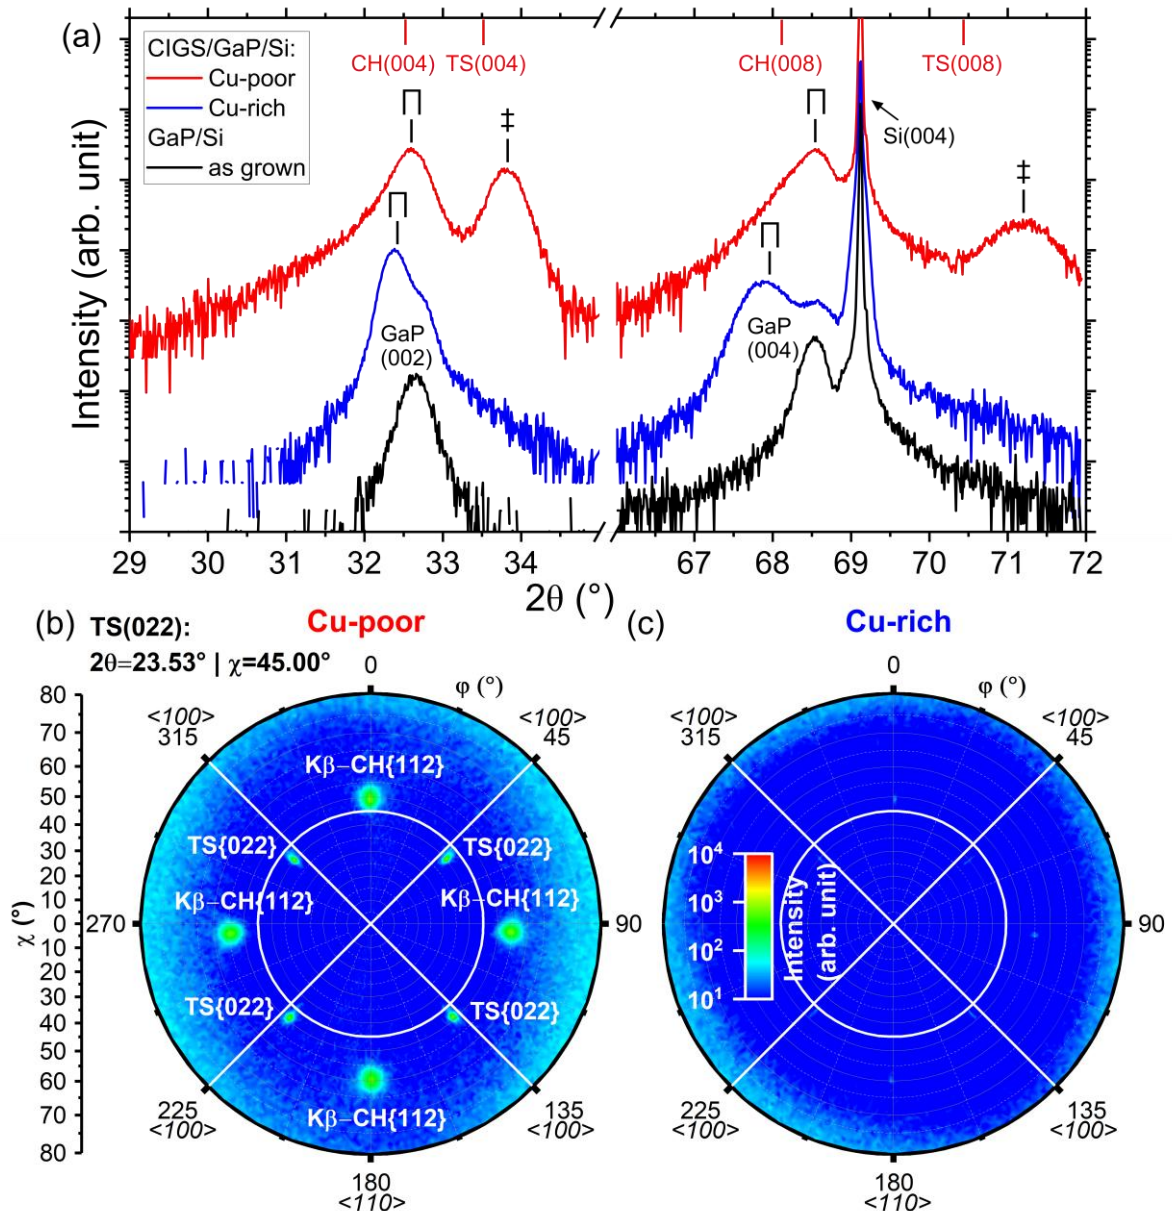 (a)
CIGS/GaP/Si:
Cu-poor
Cu-rich
GaP/Si
as grown
CH(004) TS(004) CH(008) TS(008)
∏ ‡ ∏ Si(004)
‡
∏ ∏
GaP
(002)
GaP
(004)
Intensity (arb. unit)
29 30 31 32 33 34 67 68 69 70 71 72
2θ (°)
(b) TS(022): Cu-poor
2θ=23.53° | χ=45.00°
0
φ (°)
<100>
315
<100>
45
80
70
60
50
40
30
20
10
0
10
20
30
40
50
60
70
80
χ (°)
270
90
Kβ–CH{112}
TS{022} TS{022}
Kβ–CH{112} Kβ–CH{112}
TS{022} TS{022}
Kβ–CH{112}
225
<100>
135
<100>
180
<110>
(c) Cu-rich
0
φ (°)
<100>
315
<100>
45
10⁴
10³
10²
10¹
Intensity
(arb. unit)
90
225
<100>
135
<100>
180
<110>